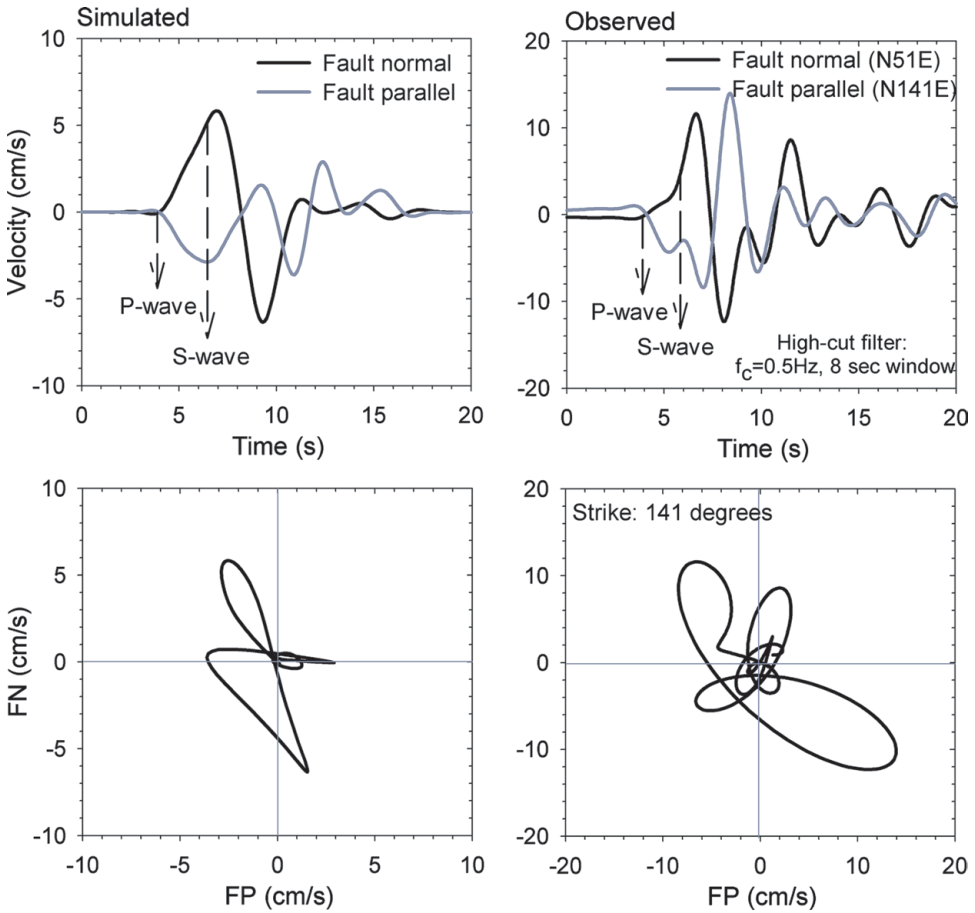 Simulated
10
5
0
-5
-10
Velocity (cm/s)
Fault normal
Fault parallel
P-wave
S-wave
0 5 10 15 20
Time (s)
Observed
20
10
0
-10
-20
Fault normal (N51E)
Fault parallel (N141E)
P-wave
S-wave
High-cut filter:
fc=0.5Hz, 8 sec window
0 5 10 15 20
Time (s)
10
5
0
-5
-10
FN (cm/s)
-10 -5 0 5 10
FP (cm/s)
Strike: 141 degrees
20
10
0
-10
-20
-20 -10 0 10 20
FP (cm/s)